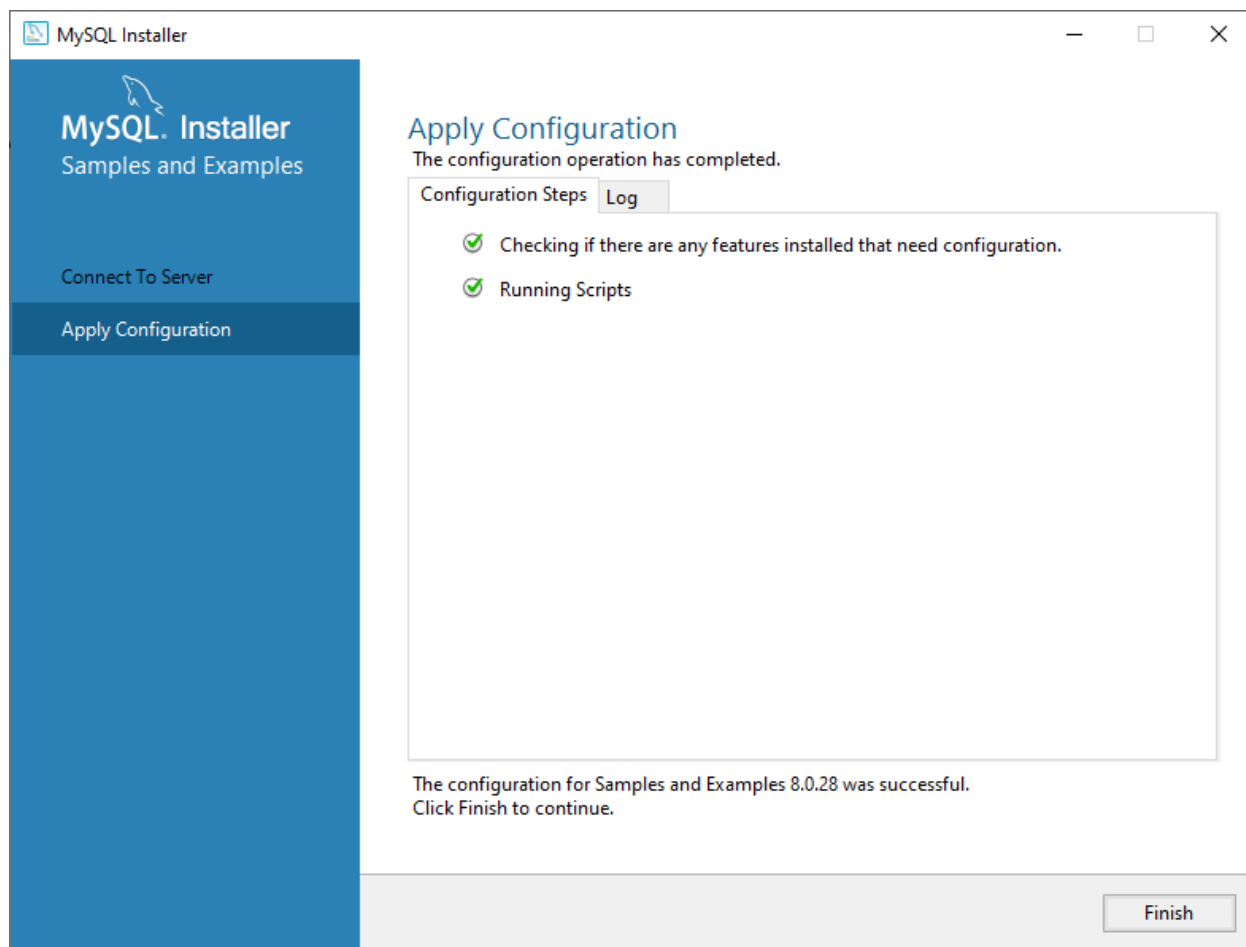 MySQL Installer
MySQL. Installer
Samples and Examples
Connect To Server
Apply Configuration
Apply Configuration
The configuration operation has completed.
Configuration Steps
Log
Checking if there are any features installed that need configuration.
Running Scripts
The configuration for Samples and Examples 8.0.28 was successful.
Click Finish to continue.
Finish